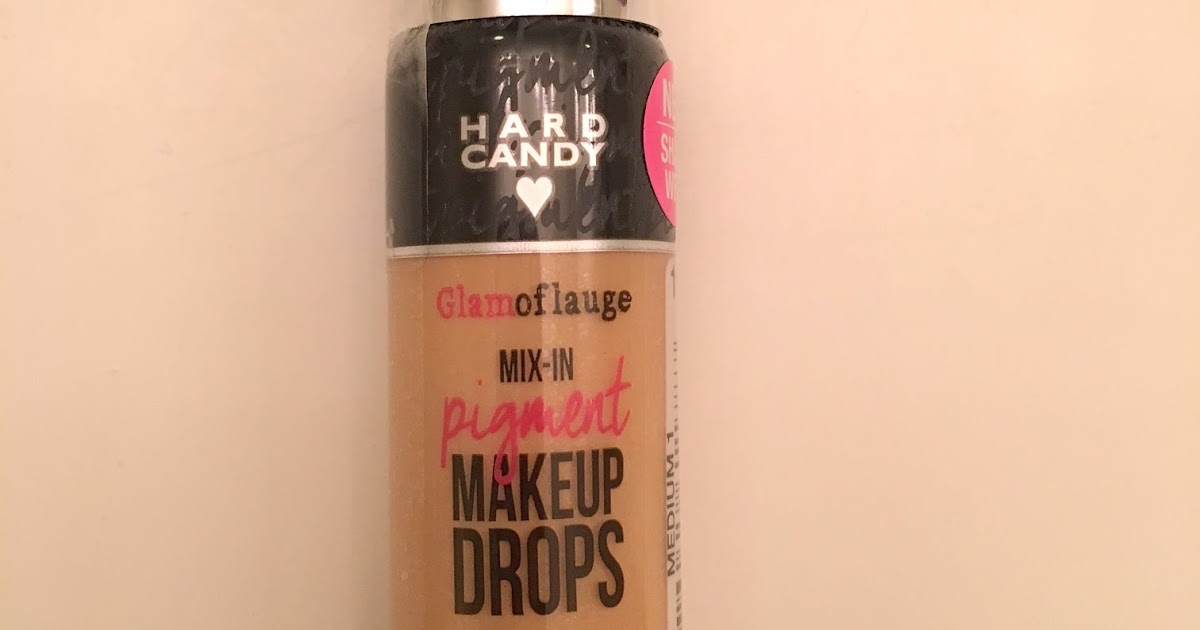 HARD
CANDY
Glamoflauge
MIX-IN
pigment
MAKEUP
DROPS
MEDIUM 1